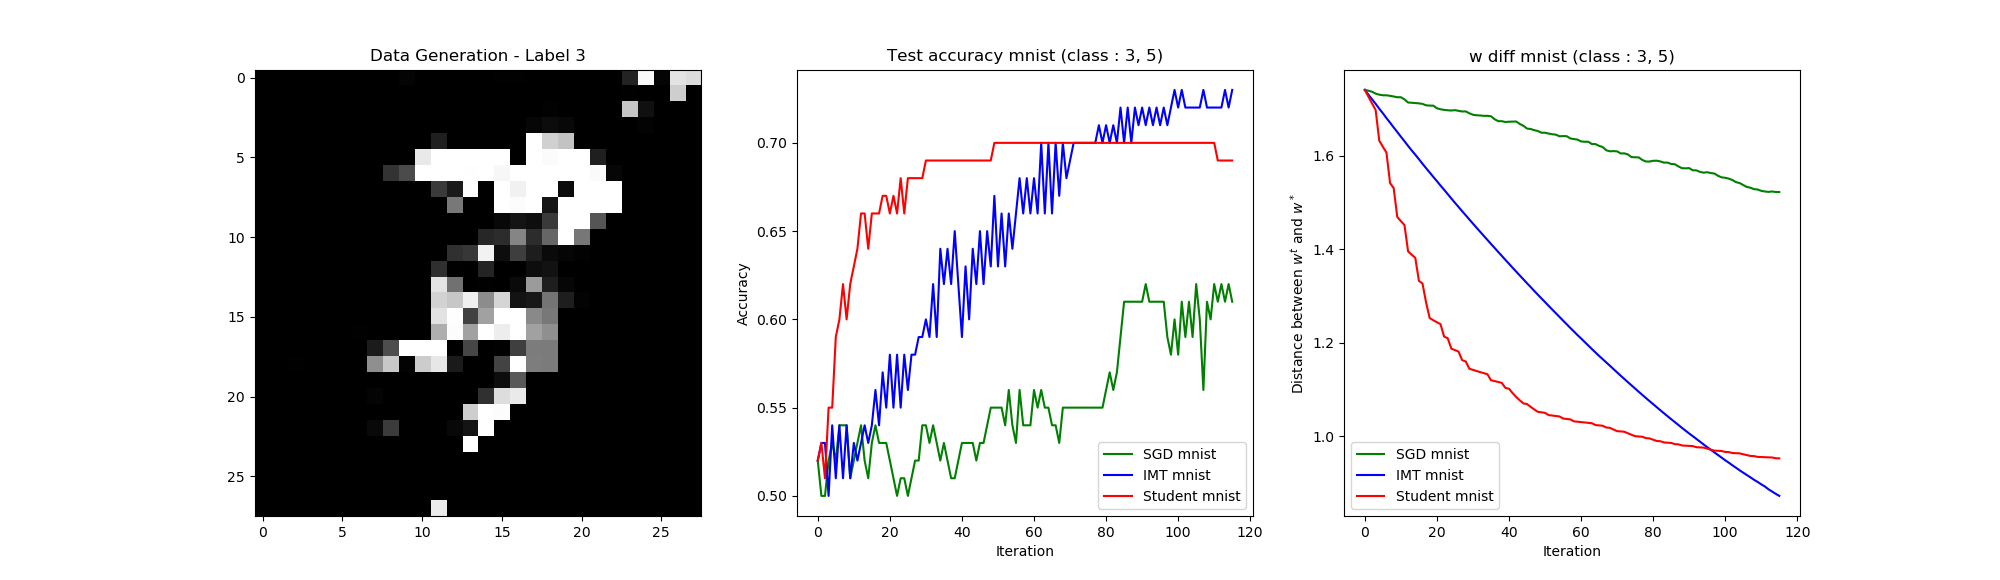 Data Generation - Label 3
0
5
10
15
20
25
0 5 10 15 20 25
Test accuracy mnist (class : 3, 5)
Accuracy
0.70
0.65
0.60
0.55
0.50
0 20 40 60 80 100 120
Iteration
SGD mnist
IMT mnist
Student mnist
w diff mnist (class : 3, 5)
Distance between w^t and w^*
1.6
1.4
1.2
1.0
0 20 40 60 80 100 120
Iteration
SGD mnist
IMT mnist
Student mnist